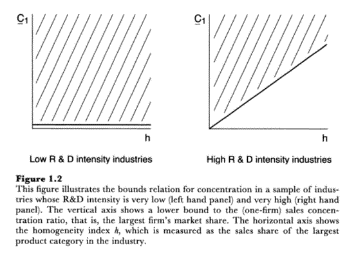 C1
C1
h
h
Low R & D intensity industries
High R & D intensity industries
Figure 1.2
This figure illustrates the bounds relation for concentration in a sample of indus-
tries whose R&D intensity is very low (left hand panel) and very high (right hand
panel). The vertical axis shows a lower bound to the (one-firm) sales concen-
tration ratio, that is, the largest firm's market share. The horizontal axis shows
the homogeneity index h, which is measured as the sales share of the largest
product category in the industry.